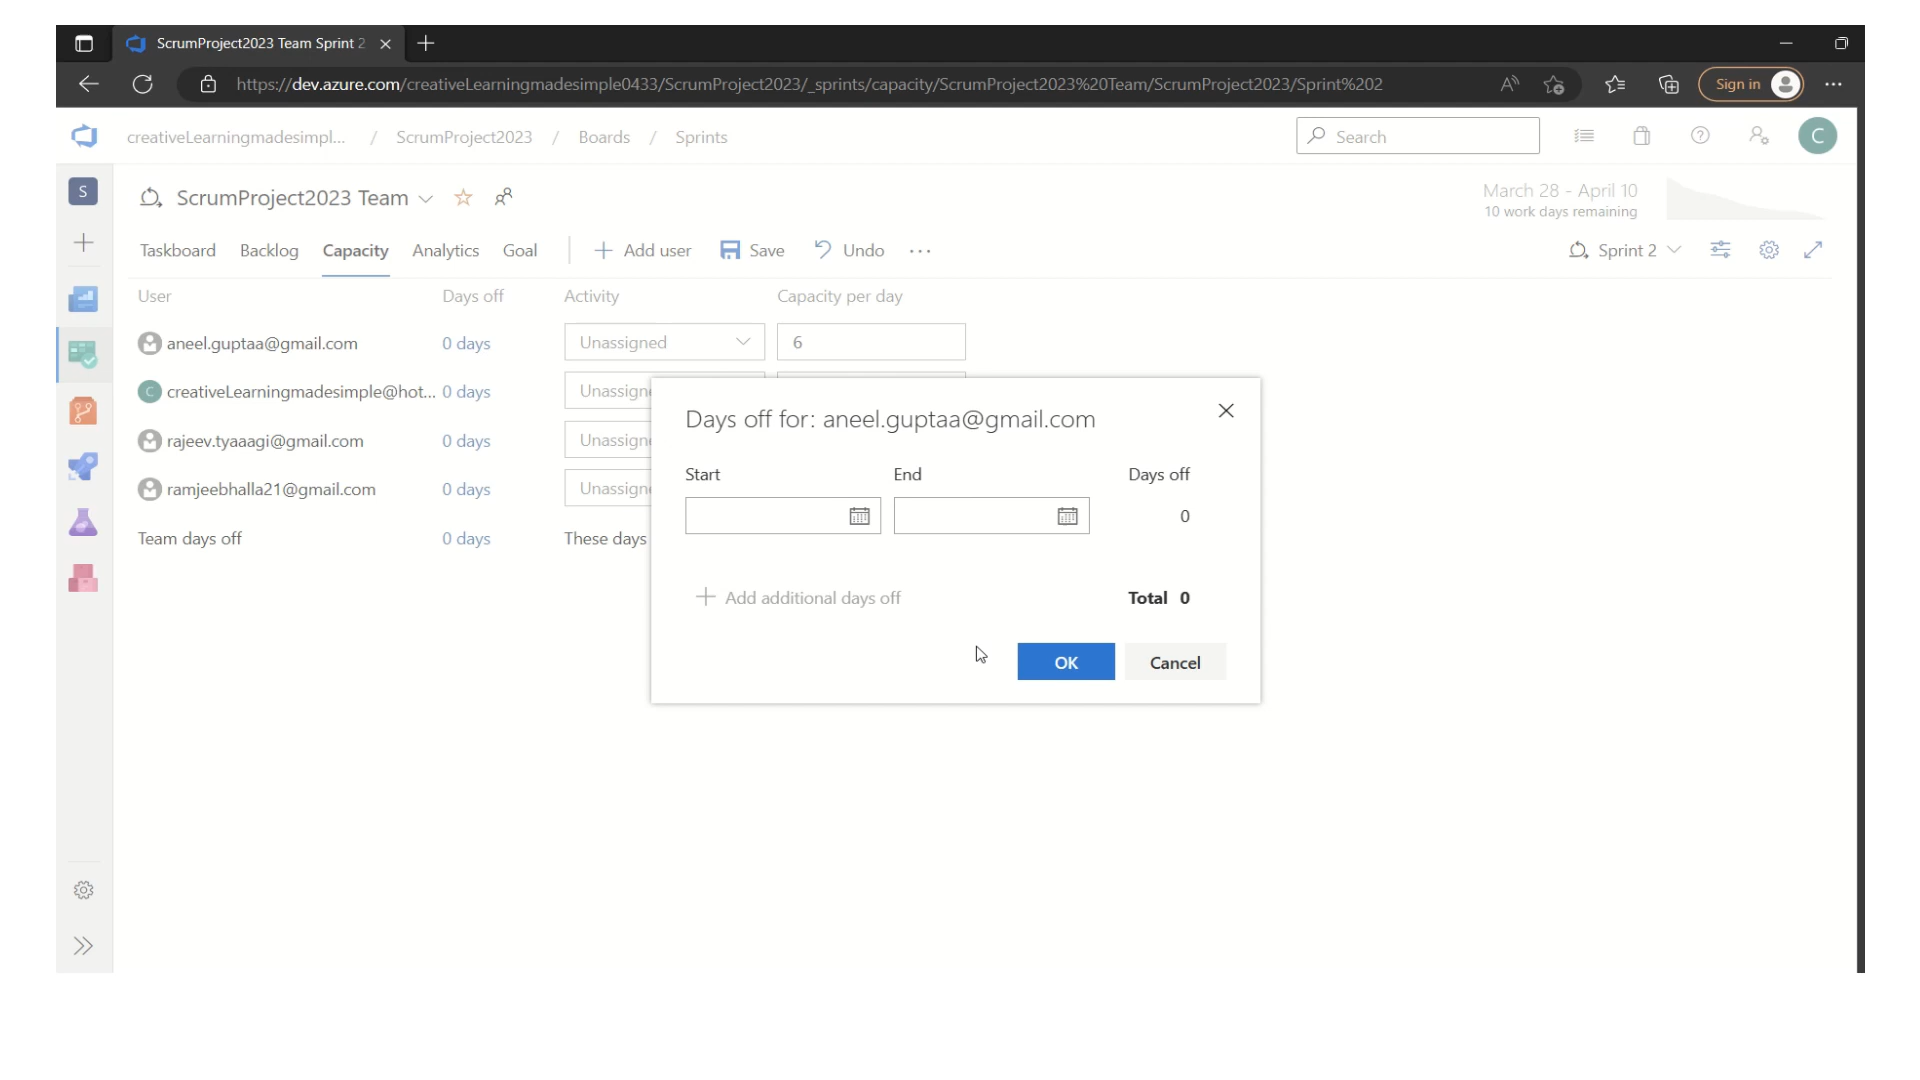 ScrumProject2023 Team Sprint 2
https://dev.azure.com/creativeLearningmadesimple0433/ScrumProject2023/_sprints/capacity/ScrumProject2023%20Team/ScrumProject2023/Sprint%202
Sign in
creativeLearningmadesimpl... / ScrumProject2023 / Boards / Sprints
Search
C
S
ScrumProject2023 Team
March 28 - April 10
10 work days remaining
Taskboard Backlog Capacity Analytics Goal Add user Save Undo
Sprint 2
User Days off Activity Capacity per day
aneel.guptaa@gmail.com 0 days Unassigned 6
C creativeLearningmadesimple@hot... 0 days Unassigne
rajeev.tyaaagi@gmail.com 0 days Unassigne
ramjeebhalla21@gmail.com 0 days Unassigne
Team days off 0 days These days
Days off for: aneel.guptaa@gmail.com
Start End Days off
0
Add additional days off Total 0
OK Cancel